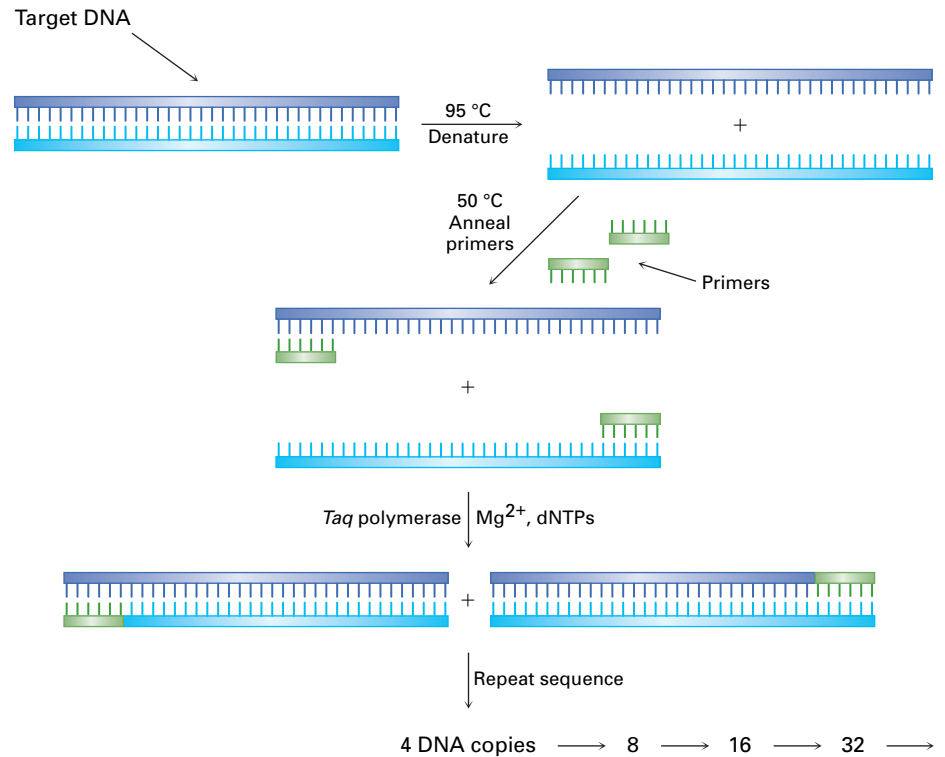 Target DNA
95 °C
Denature
+
50 °C
Anneal
primers
Primers
+
Taq polymerase Mg2+, dNTPs
+
Repeat sequence
4 DNA copies → 8 → 16 → 32 →